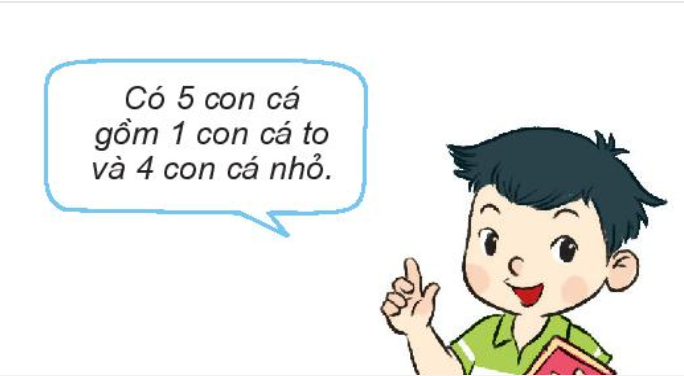 Có 5 con cá
gồm 1 con cá to
và 4 con cá nhỏ.